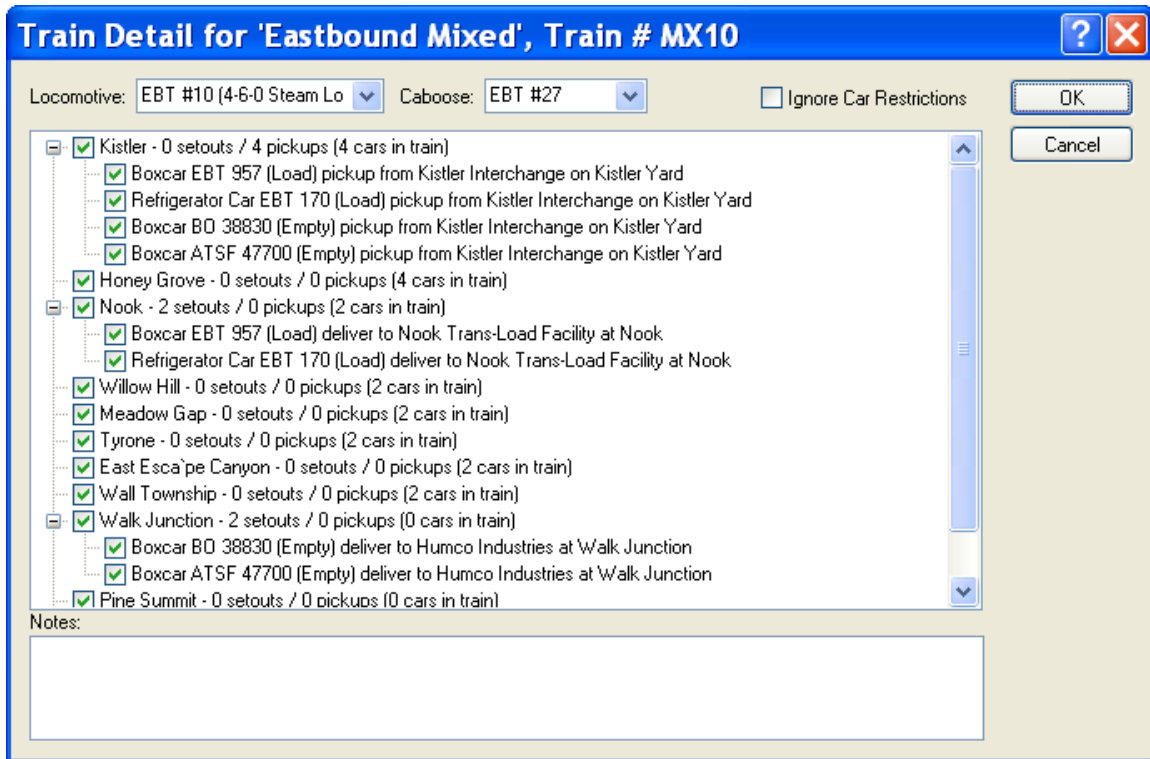 Train Detail for 'Eastbound Mixed', Train # MX10
Locomotive: EBT #10 (4-6-0 Steam Lo Caboose: EBT #27 Ignore Car Restrictions OK
Cancel
Kistler - 0 setouts / 4 pickups (4 cars in train)
Boxcar EBT 957 (Load) pickup from Kistler Interchange on Kistler Yard
Refrigerator Car EBT 170 (Load) pickup from Kistler Interchange on Kistler Yard
Boxcar BO 38830 (Empty) pickup from Kistler Interchange on Kistler Yard
Boxcar ATSF 47700 (Empty) pickup from Kistler Interchange on Kistler Yard
Honey Grove - 0 setouts / 0 pickups (4 cars in train)
Nook - 2 setouts / 0 pickups (2 cars in train)
Boxcar EBT 957 (Load) deliver to Nook Trans-Load Facility at Nook
Refrigerator Car EBT 170 (Load) deliver to Nook Trans-Load Facility at Nook
Willow Hill - 0 setouts / 0 pickups (2 cars in train)
Meadow Gap - 0 setouts / 0 pickups (2 cars in train)
Tyrone - 0 setouts / 0 pickups (2 cars in train)
East Esca`pe Canyon - 0 setouts / 0 pickups (2 cars in train)
Wall Township - 0 setouts / 0 pickups (2 cars in train)
Walk Junction - 2 setouts / 0 pickups (0 cars in train)
Boxcar BO 38830 (Empty) deliver to Humco Industries at Walk Junction
Boxcar ATSF 47700 (Empty) deliver to Humco Industries at Walk Junction
Pine Summit - 0 setouts / 0 pickups (0 cars in train)
Notes: